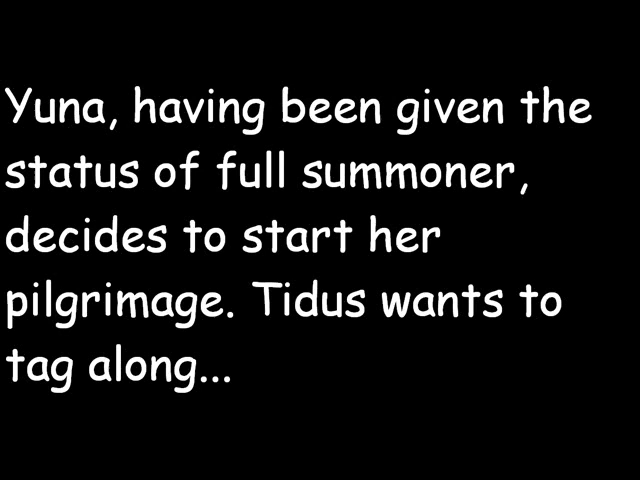 Yuna, having been given the
status of full summoner,
decides to start her
pilgrimage. Tidus wants to
tag along...